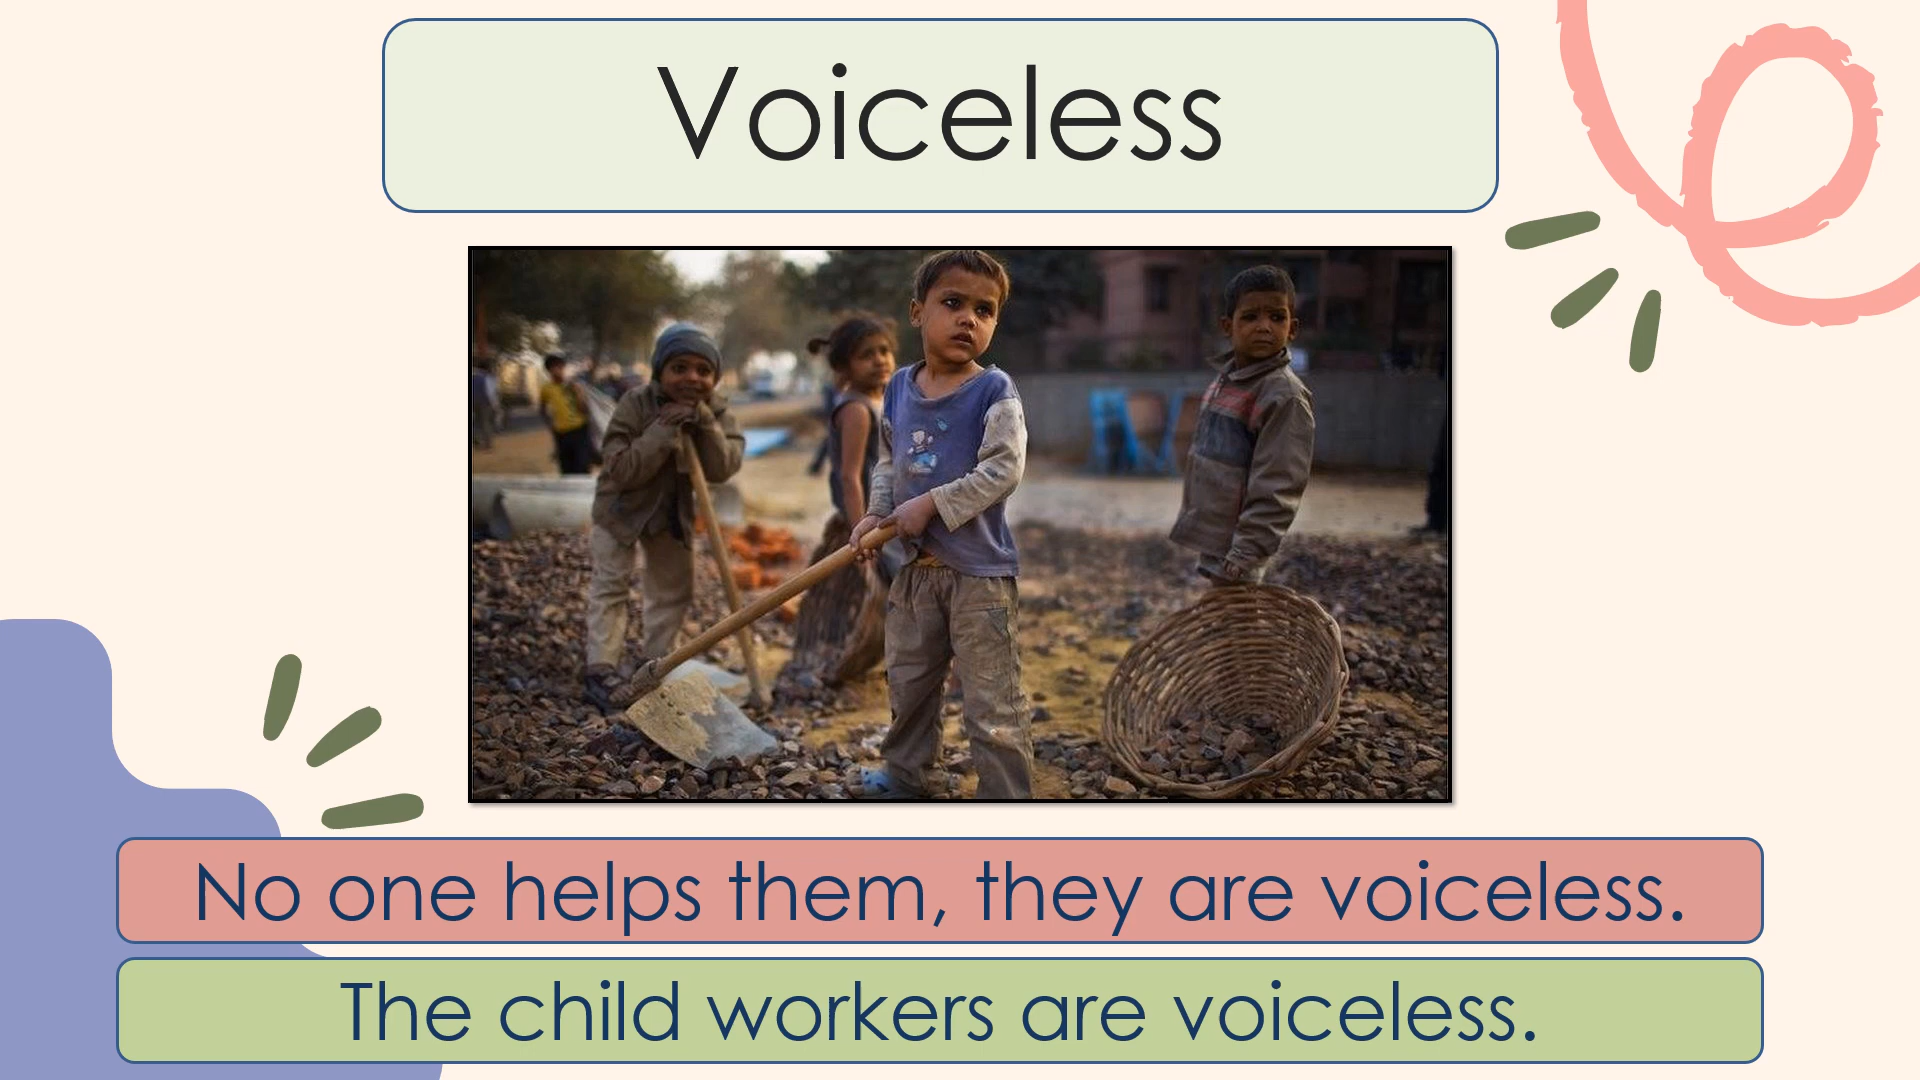 Voiceless
No one helps them, they are voiceless.
The child workers are voiceless.